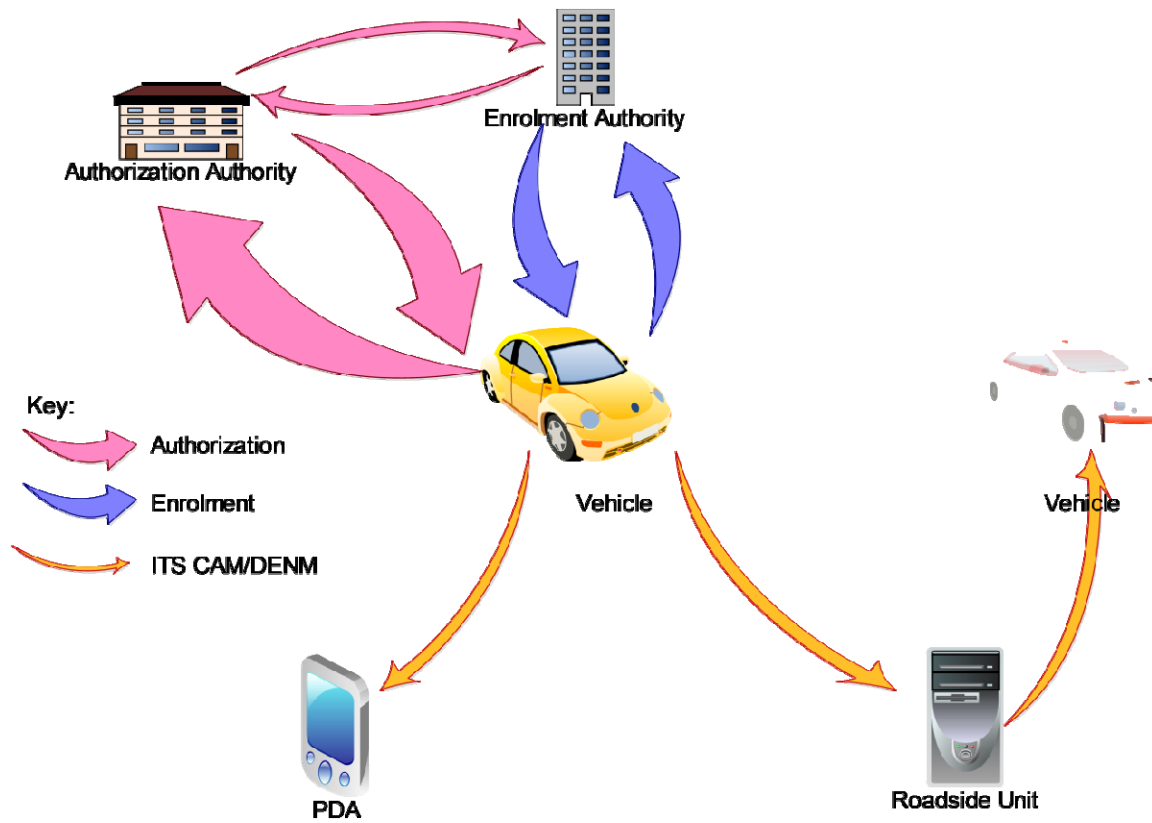 Enrolment Authority
Authorization Authority
Key:
Authorization
Enrolment
ITS CAM/DENM
Vehicle
Vehicle
PDA
Roadside Unit